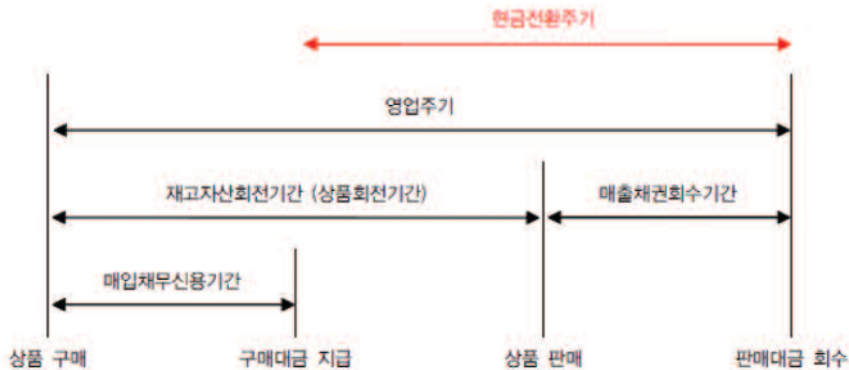 현금전환주기
영업주기
재고자산회전기간 (상품회전기간)
매출채권회수기간
매입채무신용기간
상품 구매
구매대금 지급
상품 판매
판매대금 회수